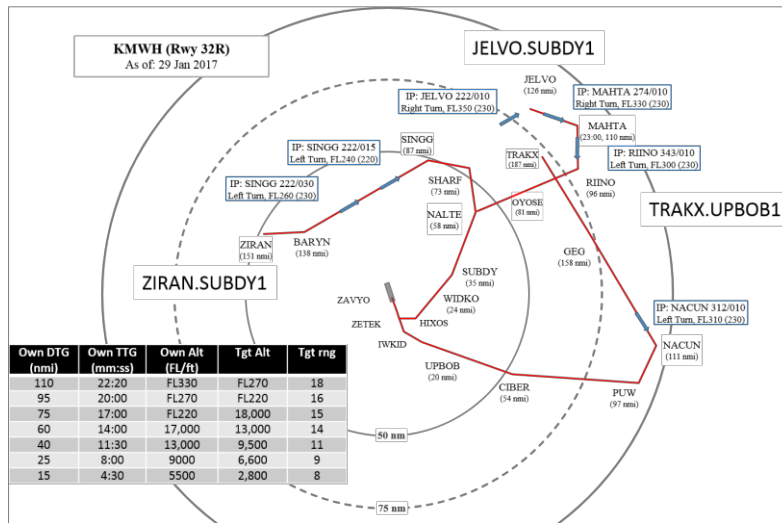 KMWH (Rwy 32R)
As of: 29 Jan 2017
JELVO.SUBDY1
JELVO
(126 nmi)
IP: JELVO 222/010
Right Turn, FL350 (230)
IP: MAHTA 274/010
Right Turn, FL330 (230)
MAHTA
(23:00, 110 nmi)
IP: SINGG 222/015
Left Turn, FL240 (220)
SINGG
(87 nmi)
TRAKX
(187 nmi)
IP: RIINO 343/010
Left Turn, FL300 (230)
IP: SINGG 222/030
Left Turn, FL260 (230)
SHARF
(73 nmi)
RIINO
(96 nmi)
OYOSE
(81 nmi)
TRAKX.UPBOB1
NALTE
(58 nmi)
ZIRAN
(151 nmi)
BARYN
(138 nmi)
GEG
(158 nmi)
ZIRAN.SUBDY1
SUBDY
(35 nmi)
ZAVYO
WIDKO
(24 nmi)
IP: NACUN 312/010
Left Turn, FL310 (230)
ZETEK
HIXOS
IWKID
NACUN
(111 nmi)
UPBOB
(20 nmi)
CIBER
(54 nmi)
PUW
(97 nmi)
Own DTG (nmi) Own TTG (mm:ss) Own Alt (FL/ft) Tgt Alt Tgt rng
110 22:20 FL330 FL270 18
95 20:00 FL270 FL220 16
75 17:00 FL220 18,000 15
60 14:00 17,000 13,000 14
40 11:30 13,000 9,500 11
25 8:00 9000 6,600 9
15 4:30 5500 2,800 8
50 nm
75 nm